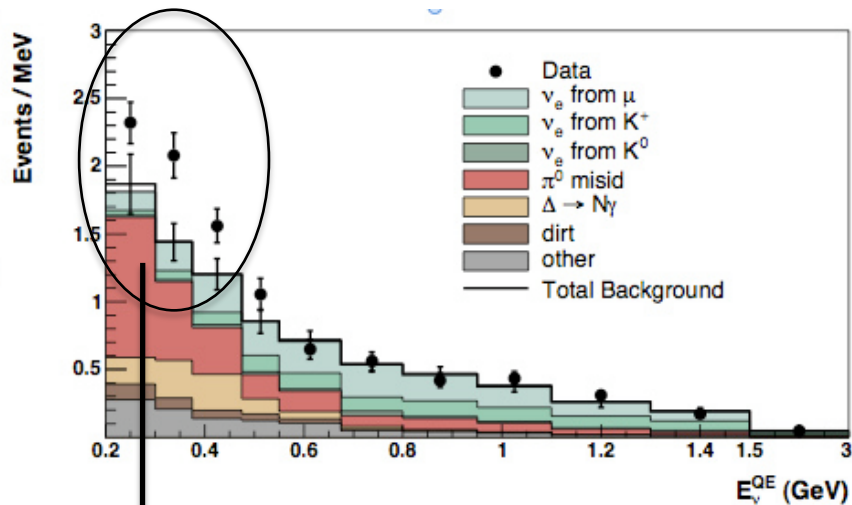 Events / MeV
3
2.5
2
1.5
1
0.5
Data
νe from μ
νe from K+
νe from K0
π0 misid
Δ → Nγ
dirt
other
Total Background
0.2 0.4 0.6 0.8 1 1.2 1.4 1.5 3
EνQE (GeV)